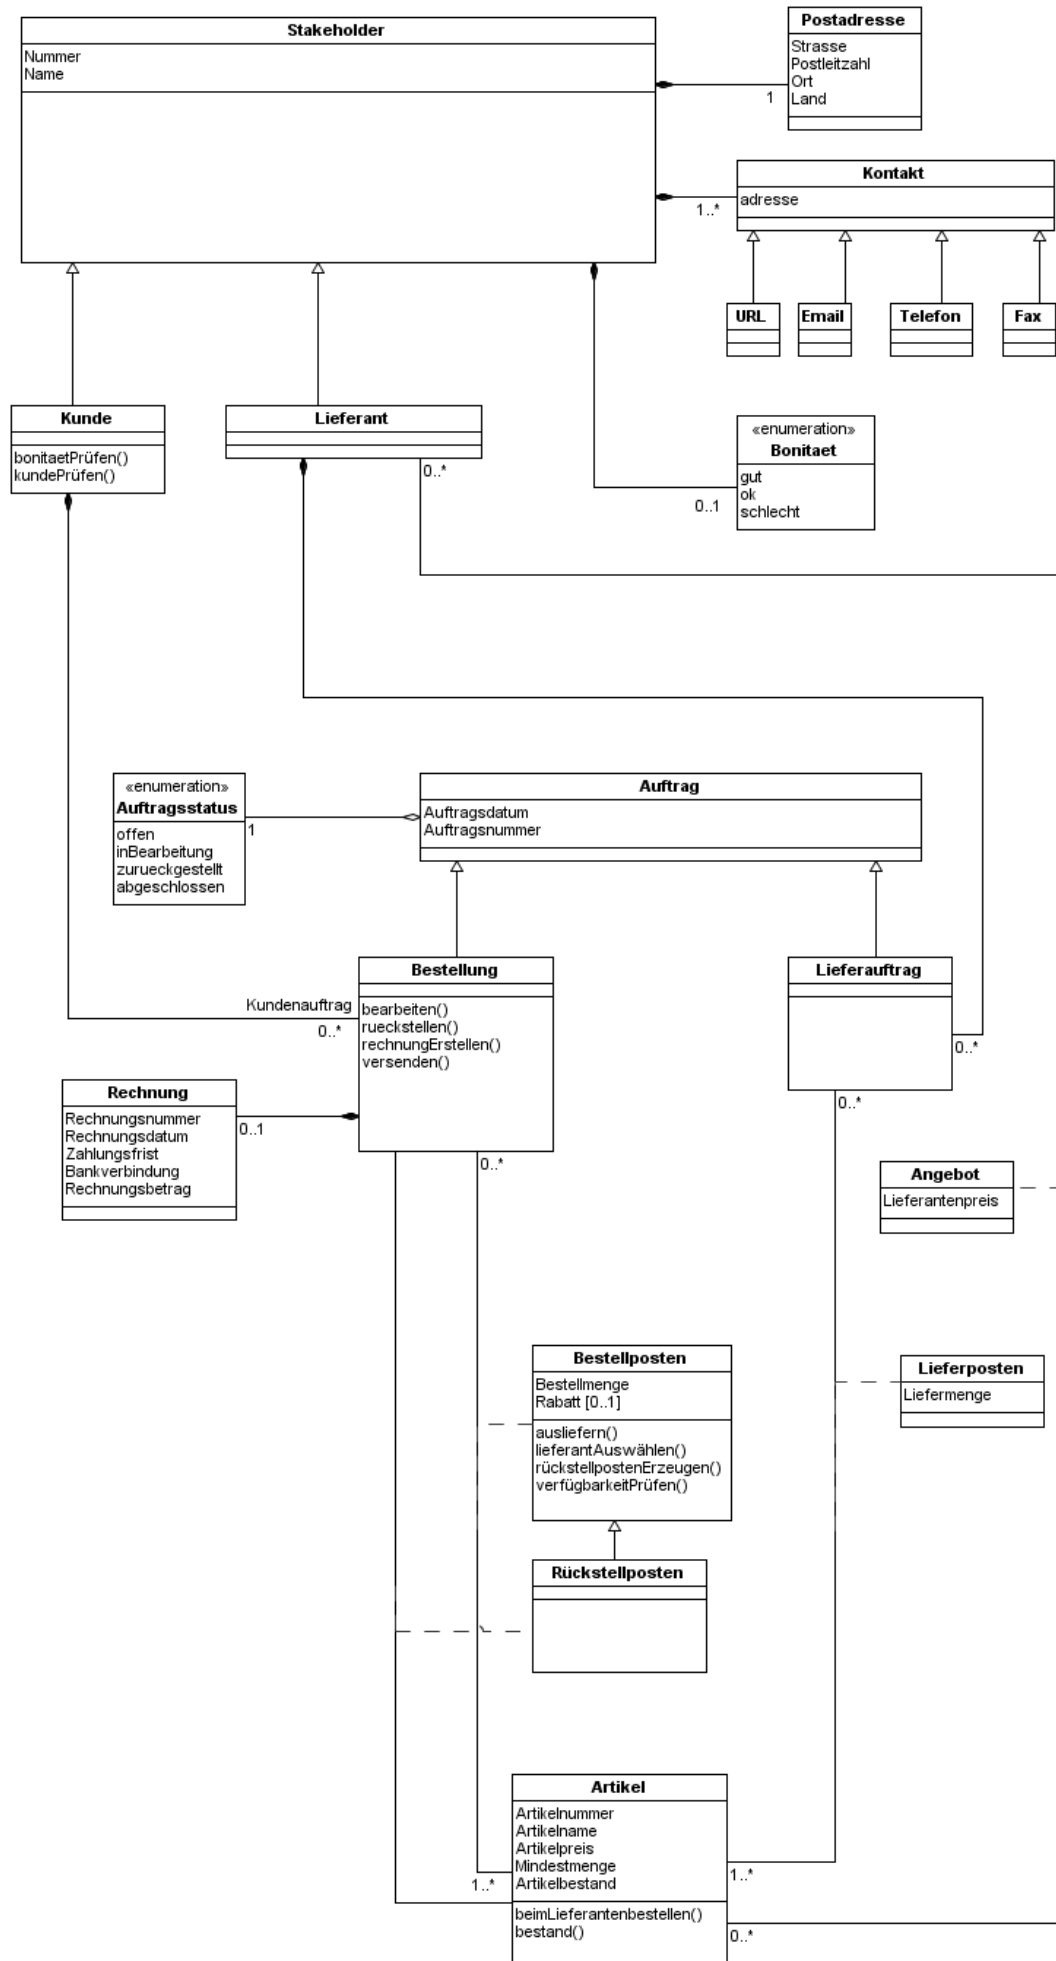 Stakeholder
Nummer
Name
Postadresse
Strasse
Postleitzahl
Ort
Land
1
Kontakt
adresse
1..*
URL
Email
Telefon
Fax
Kunde
bonitaetPrüfen()
kundePrüfen()
Lieferant
0..*
«enumeration»
Bonitaet
gut
ok
schlecht
0..1
«enumeration»
Auftragsstatus
offen
inBearbeitung
zurueckgestellt
abgeschlossen
1
Auftrag
Auftragsdatum
Auftragsnummer
Bestellung
bearbeiten()
rueckstellen()
rechnungErstellen()
versenden()
Kundenauftrag
0..*
Lieferauftrag
0..*
Rechnung
Rechnungsnummer
Rechnungsdatum
Zahlungsfrist
Bankverbindung
Rechnungsbetrag
0..1
0..*
0..*
Angebot
Lieferantenpreis
Bestellposten
Bestellmenge
Rabatt [0..1]
ausliefern()
lieferantAuswählen()
rückstellpostenErzeugen()
verfügbarkeitPrüfen()
Lieferposten
Liefermenge
Rückstellposten
Artikel
Artikelnummer
Artikelname
Artikelpreis
Mindestmenge
Artikelbestand
beimLieferantenbestellen()
bestand()
1..*
1..*
0..*